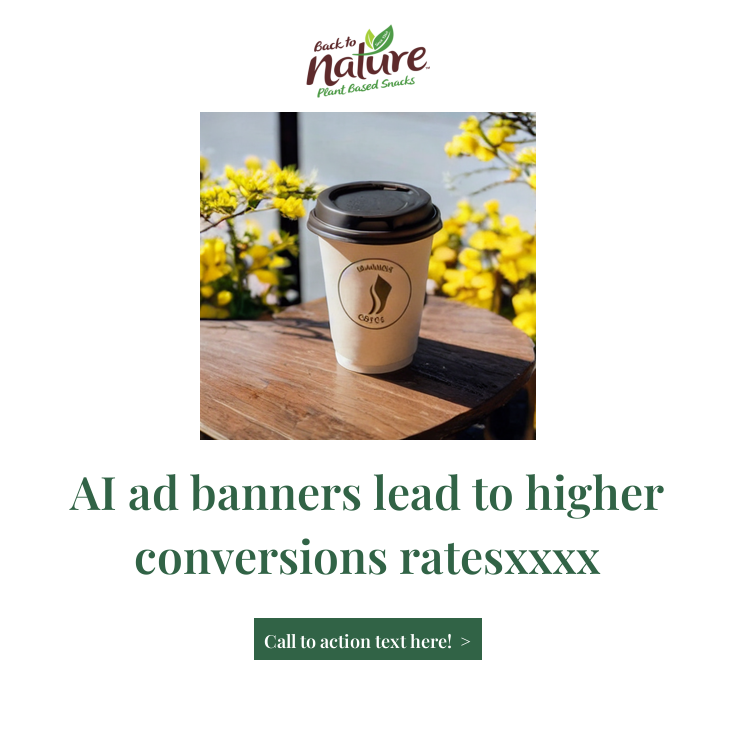 Back to
nature
Plant Based Snacks
AI ad banners lead to higher
conversions ratesxxxx
Call to action text here! >